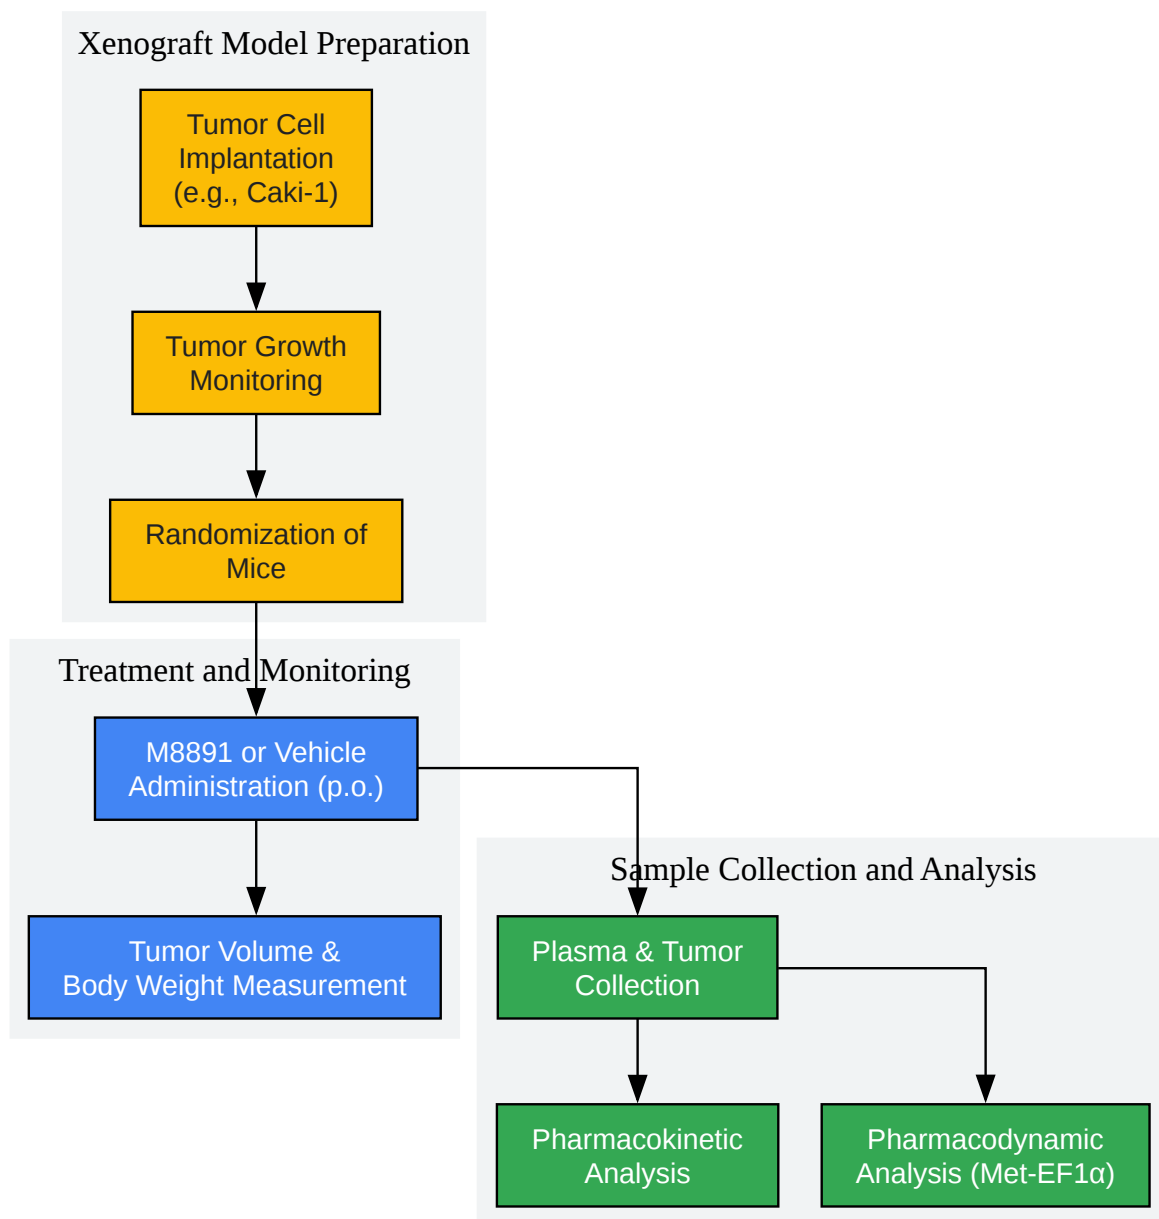 Xenograft Model Preparation
Tumor Cell
Implantation
(e.g., Caki-1)
Tumor Growth
Monitoring
Randomization of
Mice
Treatment and Monitoring
M8891 or Vehicle
Administration (p.o.)
Tumor Volume &
Body Weight Measurement
Sample Collection and Analysis
Plasma & Tumor
Collection
Pharmacokinetic
Analysis
Pharmacodynamic
Analysis (Met-EF1α)